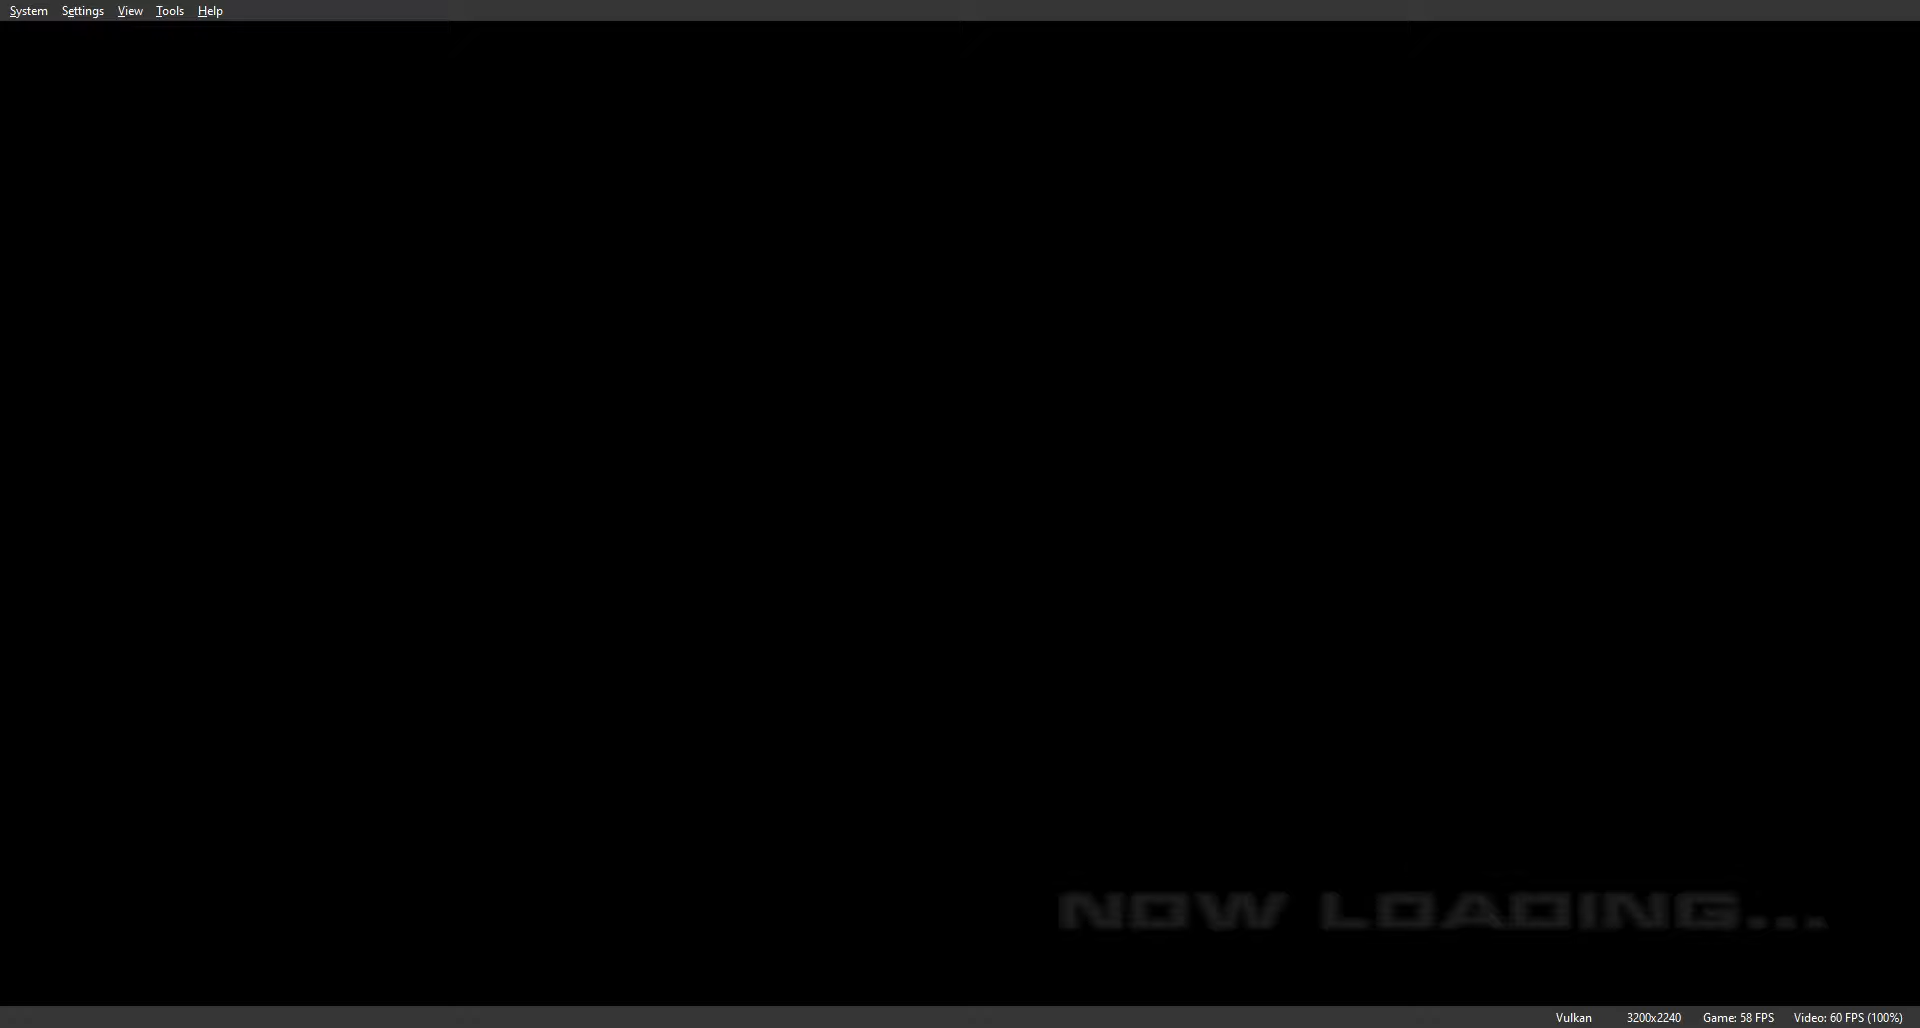 System Settings View Tools Help
NOW LOADING...
Vulkan 3200x2240 Game: 58 FPS Video: 60 FPS (100%)